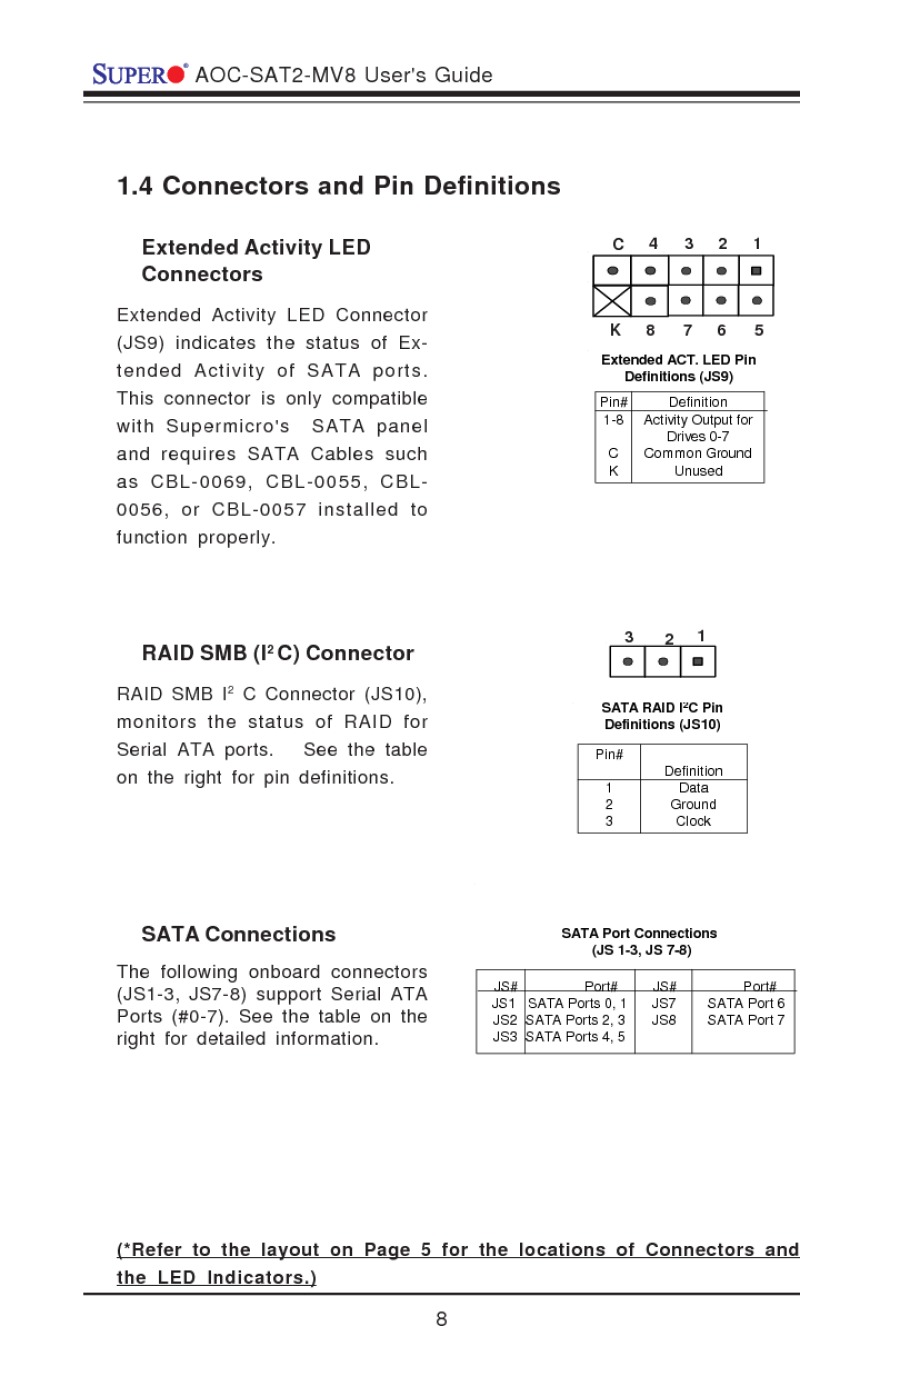 SUPER® AOC-SAT2-MV8 User's Guide
1.4 Connectors and Pin Definitions
Extended Activity LED
Connectors
Extended Activity LED Connector
(JS9) indicates the status of Ex-
tended Activity of SATA ports.
This connector is only compatible
with Supermicro's SATA panel
and requires SATA Cables such
as CBL-0069, CBL-0055, CBL-
0056, or CBL-0057 installed to
function properly.
C 4 3 2 1
K 8 7 6 5
Extended ACT. LED Pin
Definitions (JS9)
Pin# Definition
1-8 Activity Output for
Drives 0-7
C Common Ground
K Unused
RAID SMB (I² C) Connector
RAID SMB I² C Connector (JS10),
monitors the status of RAID for
Serial ATA ports. See the table
on the right for pin definitions.
3 2 1
SATA RAID I²C Pin
Definitions (JS10)
Pin#
Definition
1 Data
2 Ground
3 Clock
SATA Connections
The following onboard connectors
(JS1-3, JS7-8) support Serial ATA
Ports (#0-7). See the table on the
right for detailed information.
SATA Port Connections
(JS 1-3, JS 7-8)
JS# Port# JS# Port#
JS1 SATA Ports 0, 1 JS7 SATA Port 6
JS2 SATA Ports 2, 3 JS8 SATA Port 7
JS3 SATA Ports 4, 5
(*Refer to the layout on Page 5 for the locations of Connectors and
the LED Indicators.)
8